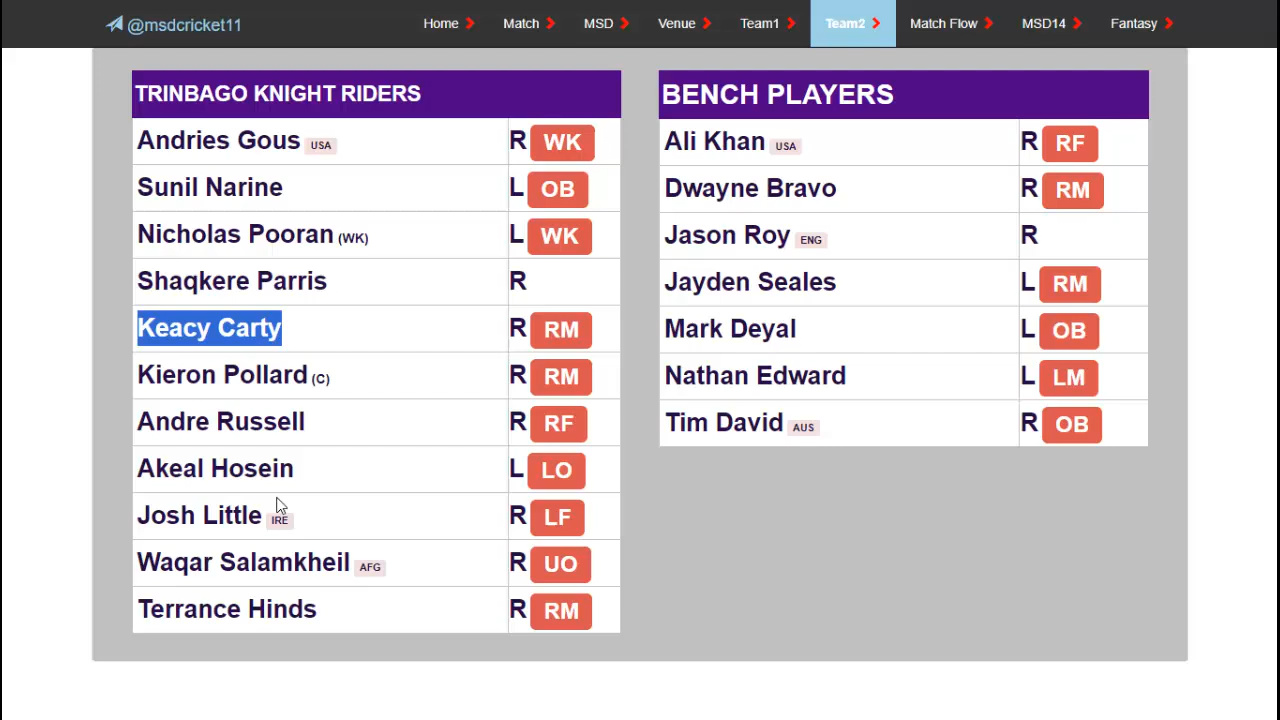 @msdcricket11 Home Match MSD Venue Team1 Team2 Match Flow MSD14 Fantasy
TRINBAGO KNIGHT RIDERS
Andries Gous USA R WK
Sunil Narine L OB
Nicholas Pooran (WK) L WK
Shaqkere Parris R
Keacy Carty R RM
Kieron Pollard (C) R RM
Andre Russell R RF
Akeal Hosein L LO
Josh Little IRE R LF
Waqar Salamkheil AFG R UO
Terrance Hinds R RM
BENCH PLAYERS
Ali Khan USA R RF
Dwayne Bravo R RM
Jason Roy ENG R
Jayden Seales L RM
Mark Deyal L OB
Nathan Edward L LM
Tim David AUS R OB